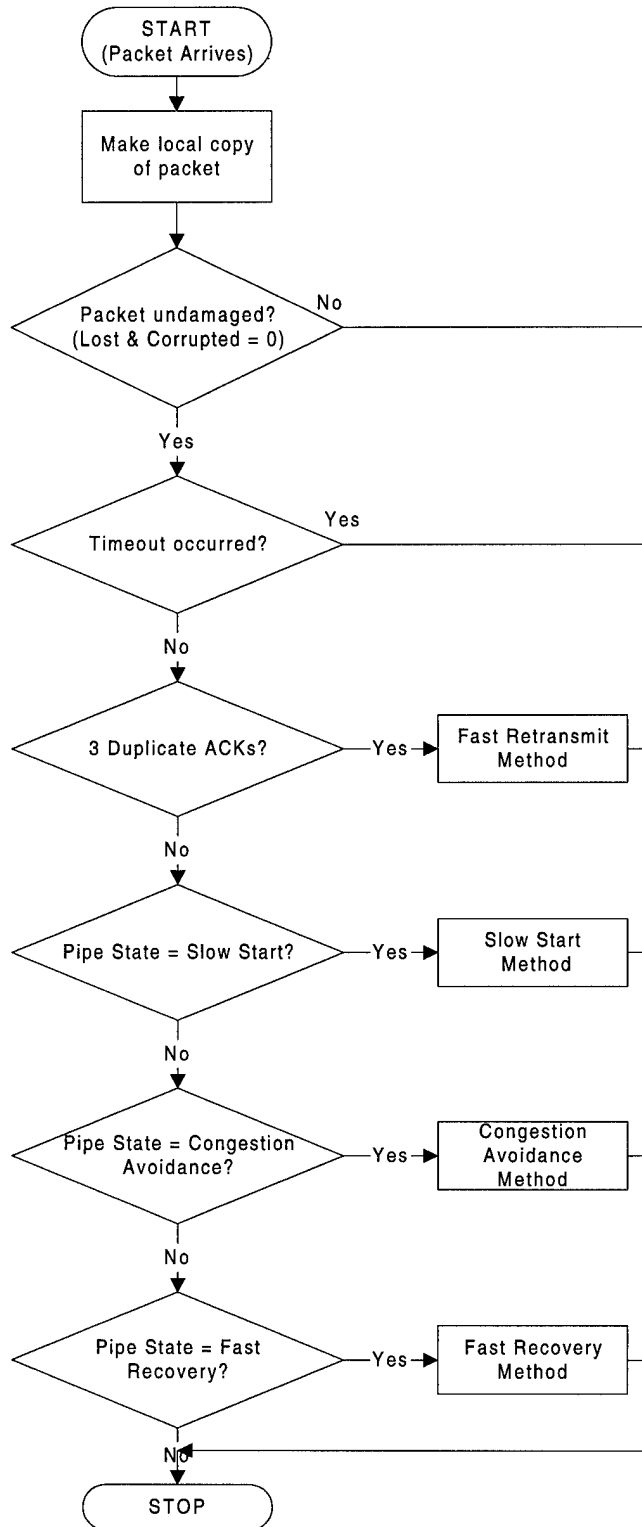 START
(Packet Arrives)
Make local copy
of packet
Packet undamaged?
(Lost & Corrupted = 0)
No
Yes
Timeout occurred?
Yes
No
3 Duplicate ACKs?
Yes
Fast Retransmit
Method
No
Pipe State = Slow Start?
Yes
Slow Start
Method
No
Pipe State = Congestion
Avoidance?
Yes
Congestion
Avoidance
Method
No
Pipe State = Fast
Recovery?
Yes
Fast Recovery
Method
No
STOP